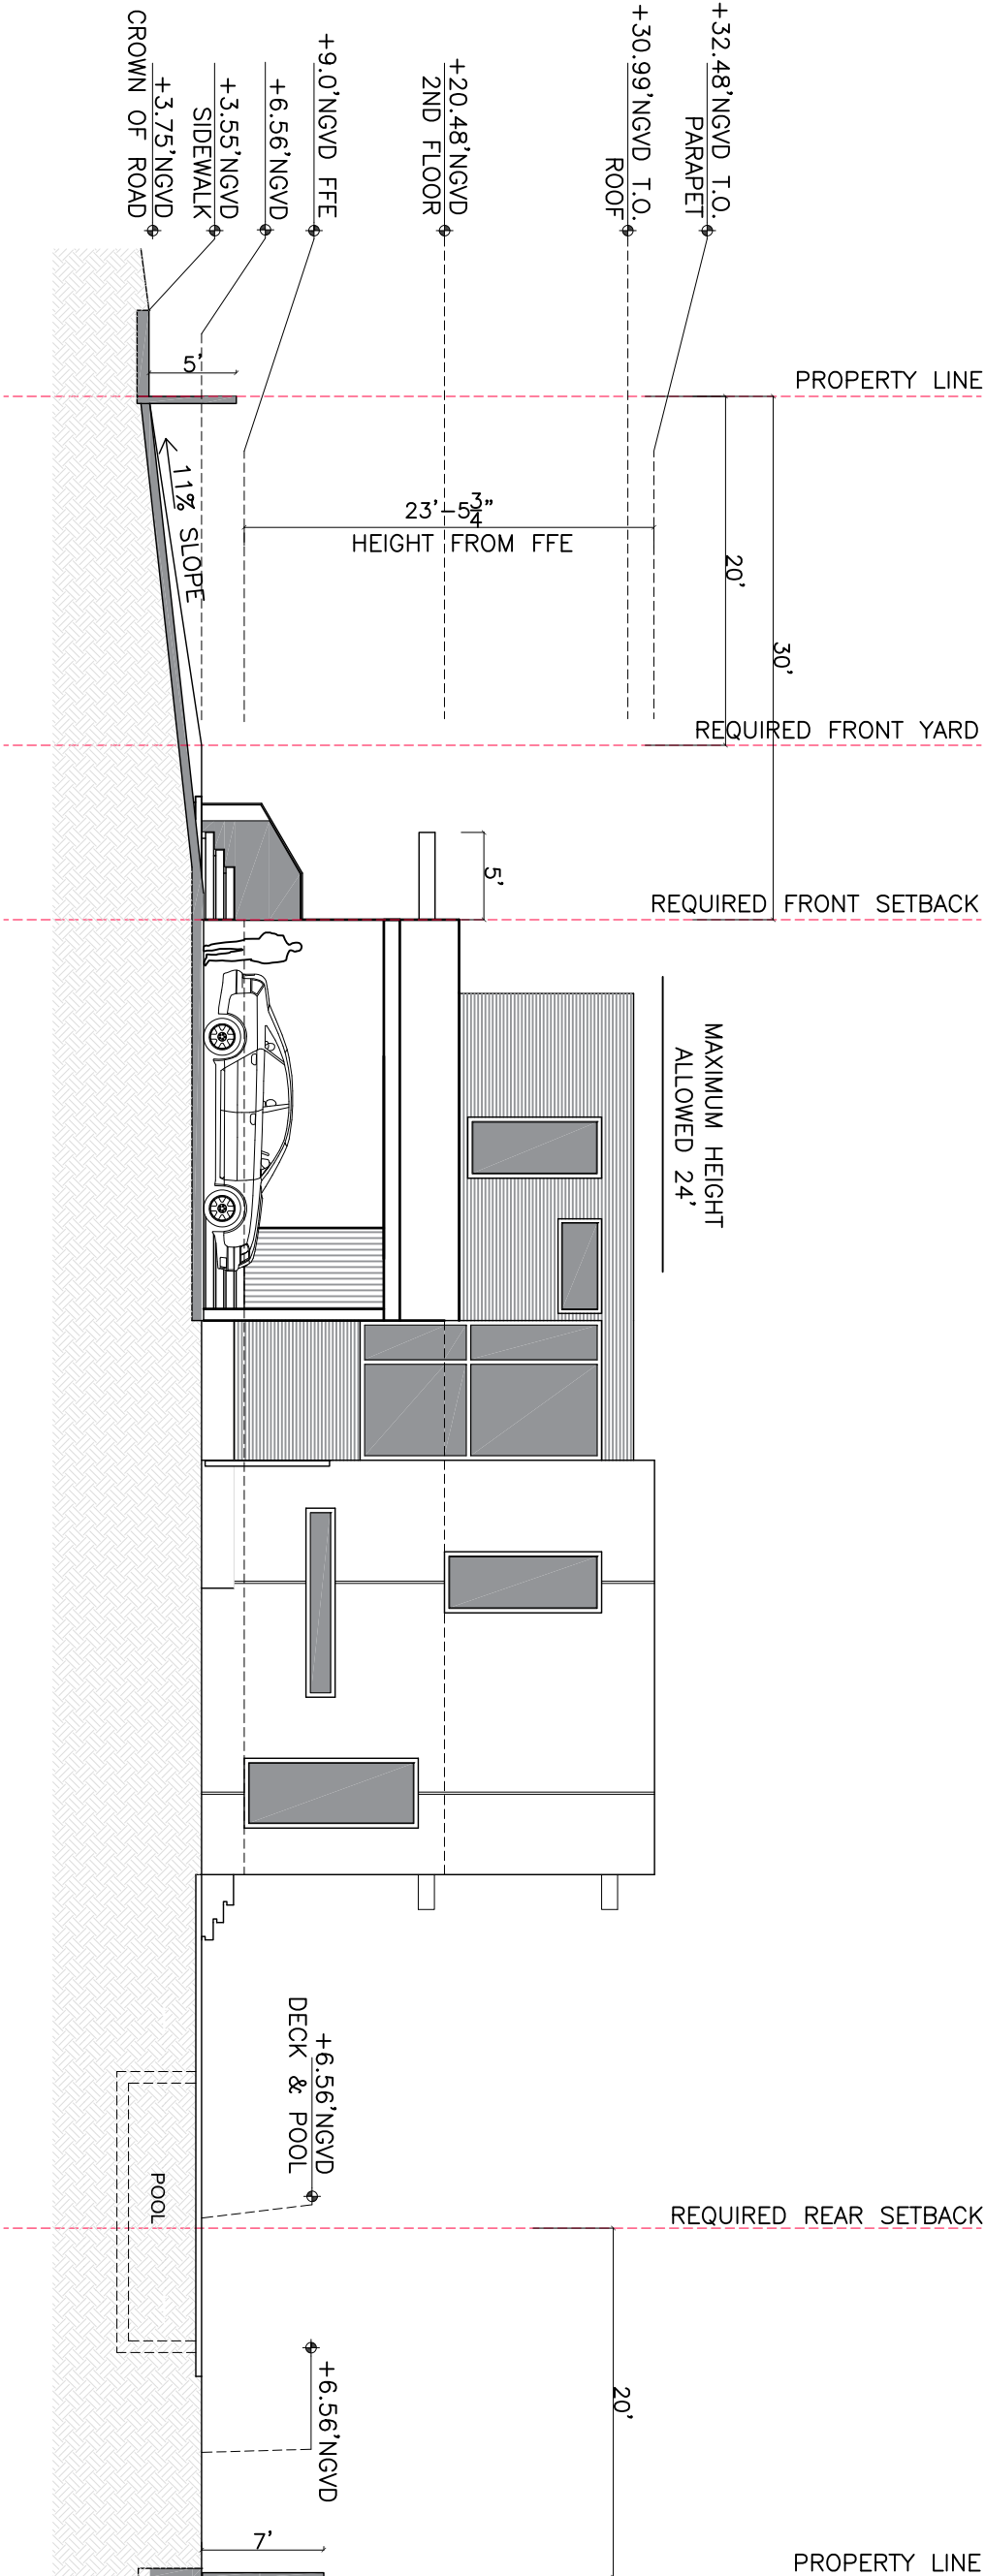 +32.48'NGVD T.O.
PARAPET
+30.99'NGVD T.O.
ROOF
+20.48'NGVD
2ND FLOOR
+9.0'NGVD FFE
+6.56'NGVD
+3.55'NGVD
SIDEWALK
+3.75'NGVD
CROWN OF ROAD
PROPERTY LINE
5'
11% SLOPE
23'-5 3/4"
HEIGHT FROM FFE
20'
30'
REQUIRED FRONT YARD
5'
REQUIRED FRONT SETBACK
MAXIMUM HEIGHT
ALLOWED 24'
+6.56'NGVD
DECK & POOL
POOL
REQUIRED REAR SETBACK
+6.56'NGVD
20'
7'
PROPERTY LINE